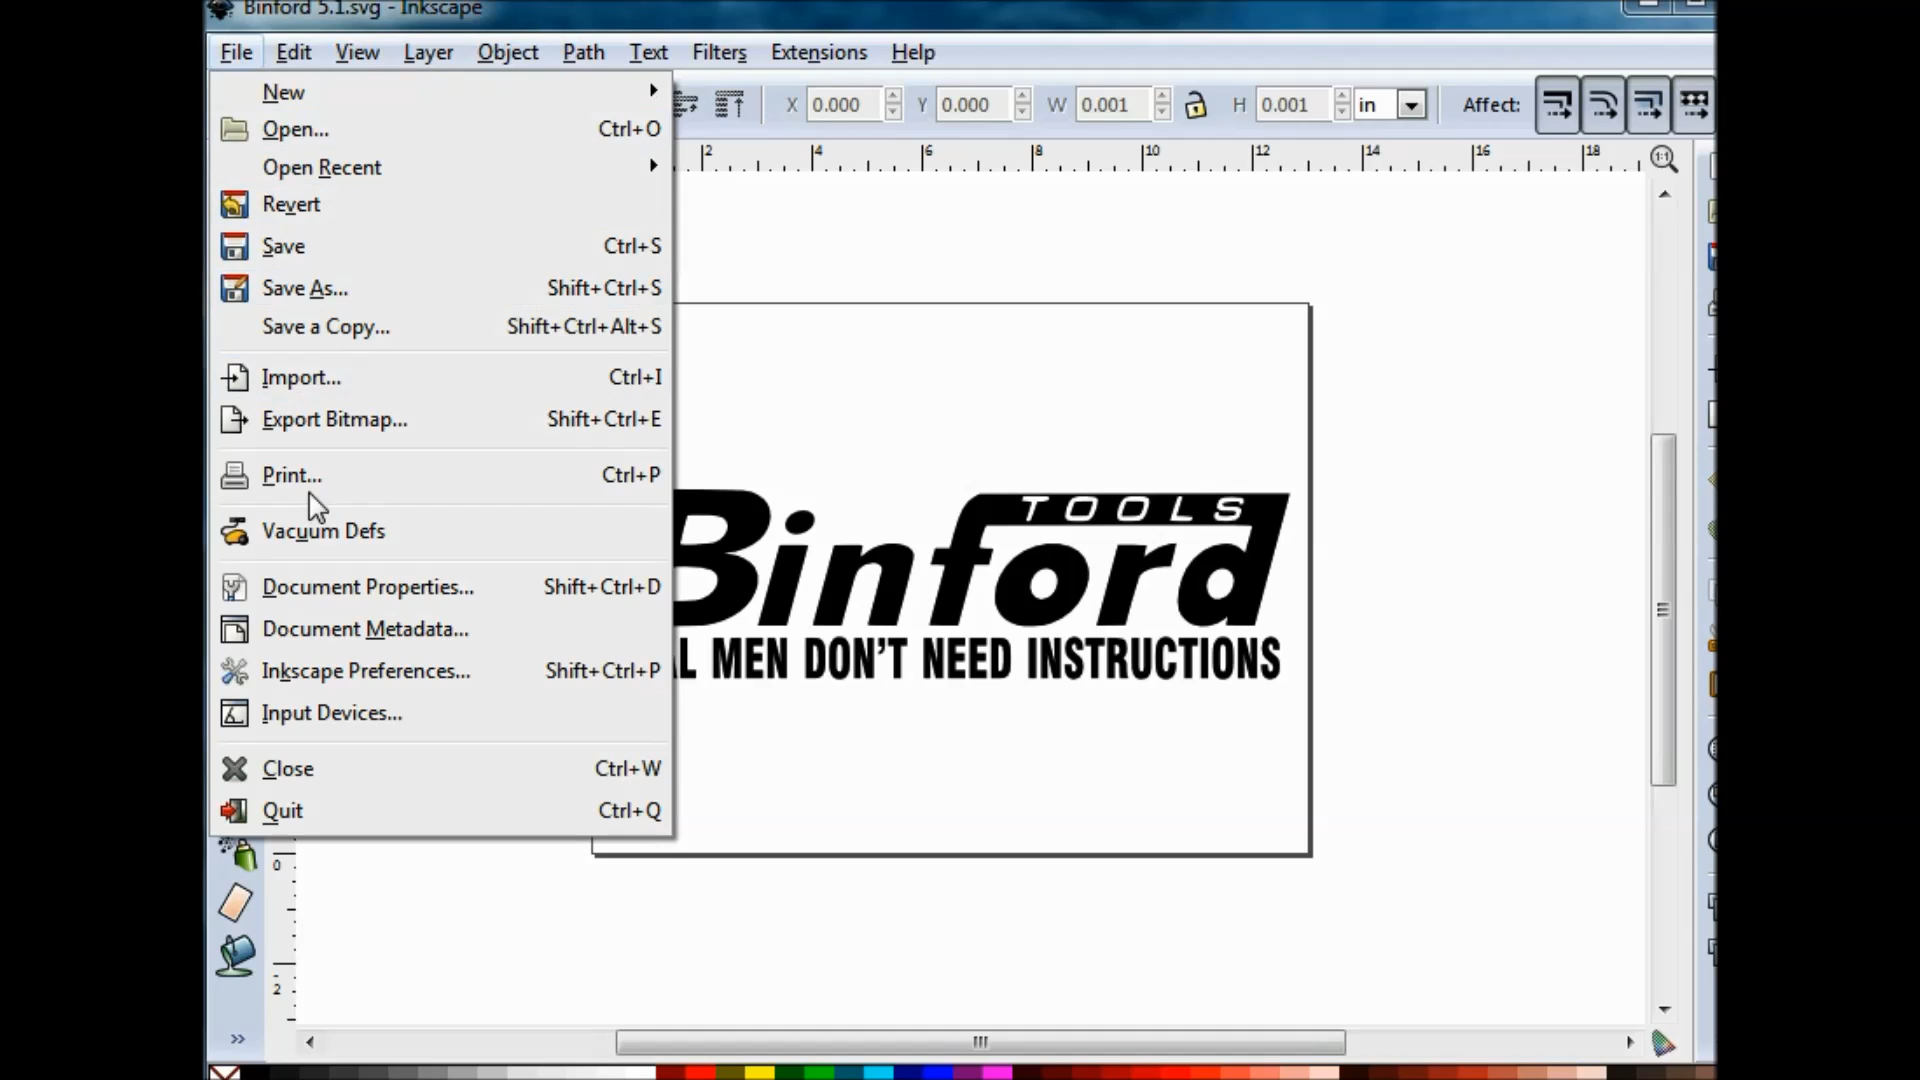 Binford 5.1.svg - Inkscape
File Edit View Layer Object Path Text Filters Extensions Help
New
Open... Ctrl+O
Open Recent
Revert
Save Ctrl+S
Save As... Shift+Ctrl+S
Save a Copy... Shift+Ctrl+Alt+S
Import... Ctrl+I
Export Bitmap... Shift+Ctrl+E
Print... Ctrl+P
Vacuum Defs
Document Properties... Shift+Ctrl+D
Document Metadata... 
Inkscape Preferences... Shift+Ctrl+P
Input Devices...
Close Ctrl+W
Quit Ctrl+Q
X 0.000 Y 0.000 W 0.001 H 0.001 in Affect:
2 4 6 8 10 12 14 16 18
1:1
TOOLS
Binford
L MEN DON'T NEED INSTRUCTIONS
0
-2